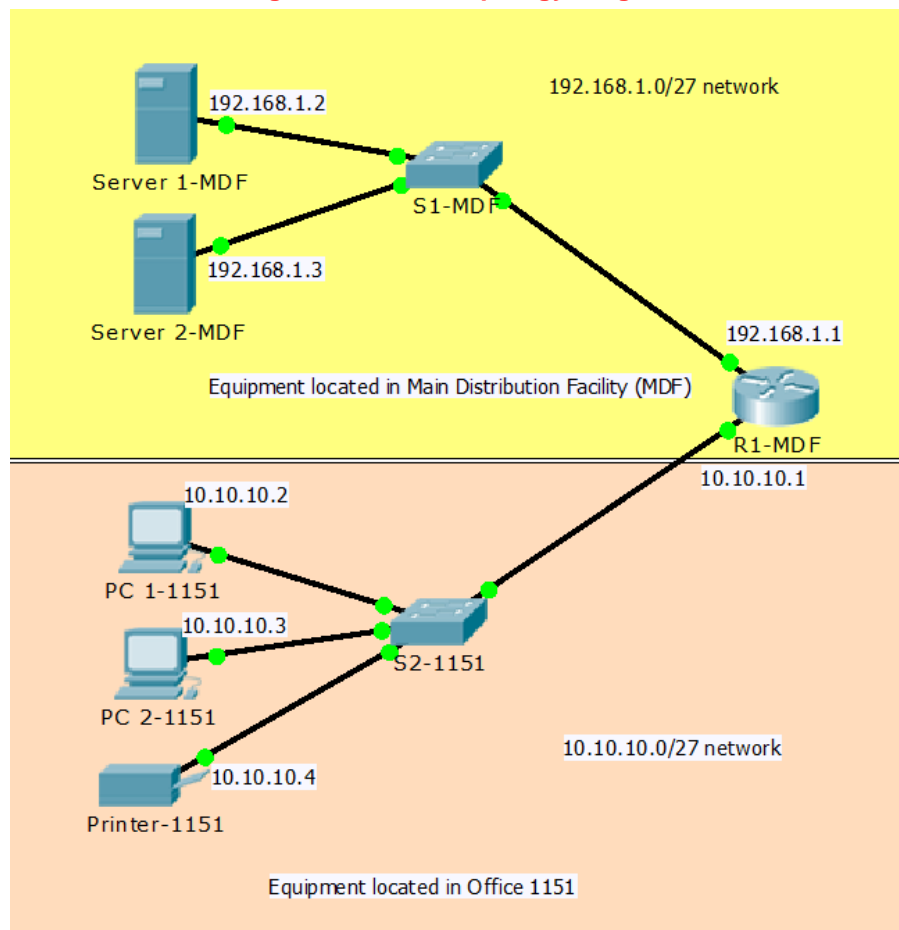 192.168.1.0/27 network
192.168.1.2
Server 1-MDF
S1-MDF
192.168.1.3
Server 2-MDF
192.168.1.1
Equipment located in Main Distribution Facility (MDF)
R1-MDF
10.10.10.1
10.10.10.2
PC 1-1151
10.10.10.3
S2-1151
PC 2-1151
10.10.10.0/27 network
10.10.10.4
Printer-1151
Equipment located in Office 1151